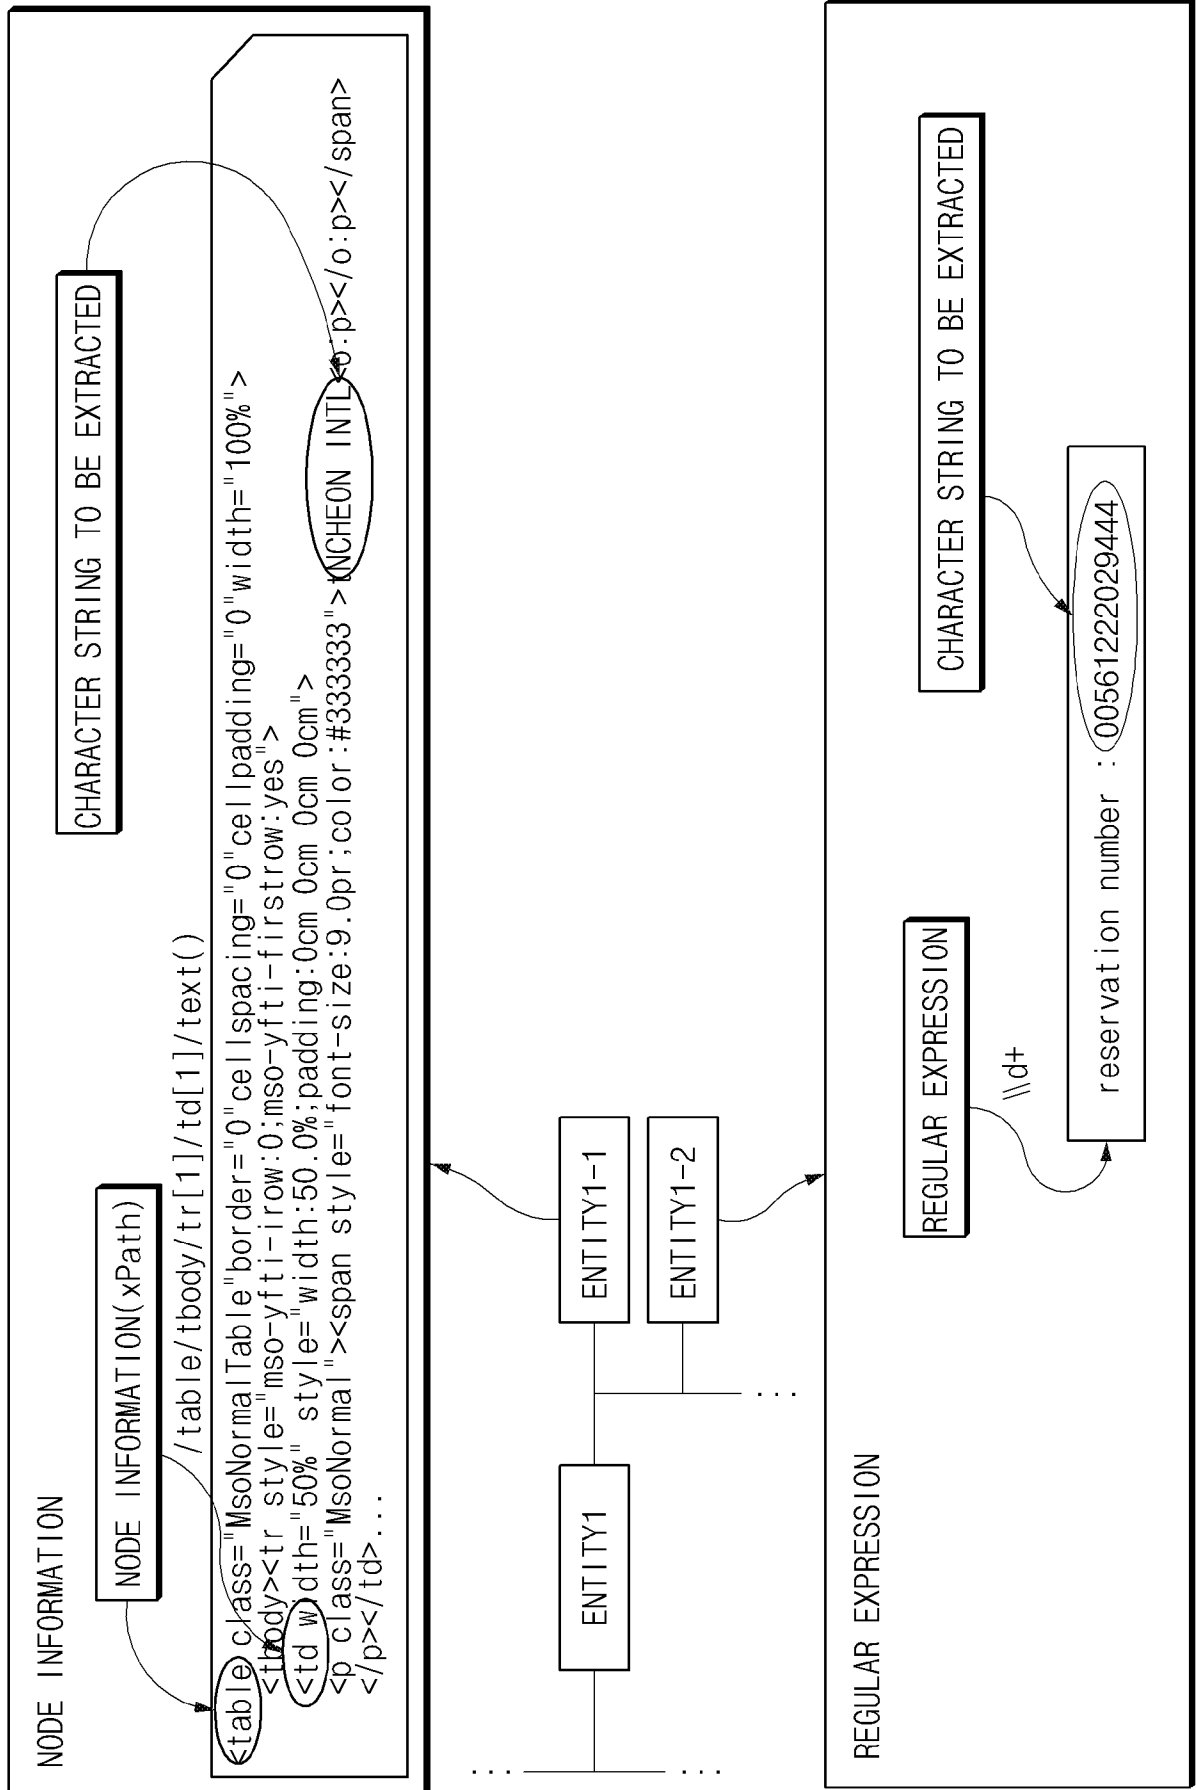 NODE INFORMATION
NODE INFORMATION(xPath)
CHARACTER STRING TO BE EXTRACTED
/table/tbody/tr[1]/td[1]/text()
<table class="MsoNormalTable"border="0"cellspacing="0"cellpadding="0"width="100%">
<tbody><tr style="mso-yfti-irow:0;mso-yfti-firstrow:yes">
<td width="50%" style="width:50.0%;padding:0cm 0cm 0cm 0cm">
<p class="MsoNormal"><span style="font-size:9.0pr;color:#333333">INCHEON INTL<o:p></o:p></span>
</p></td>...
...
...
ENTITY1
ENTITY1-1
ENTITY1-2
...
REGULAR EXPRESSION
REGULAR EXPRESSION
\\d+
CHARACTER STRING TO BE EXTRACTED
reservation number : 00561222029444